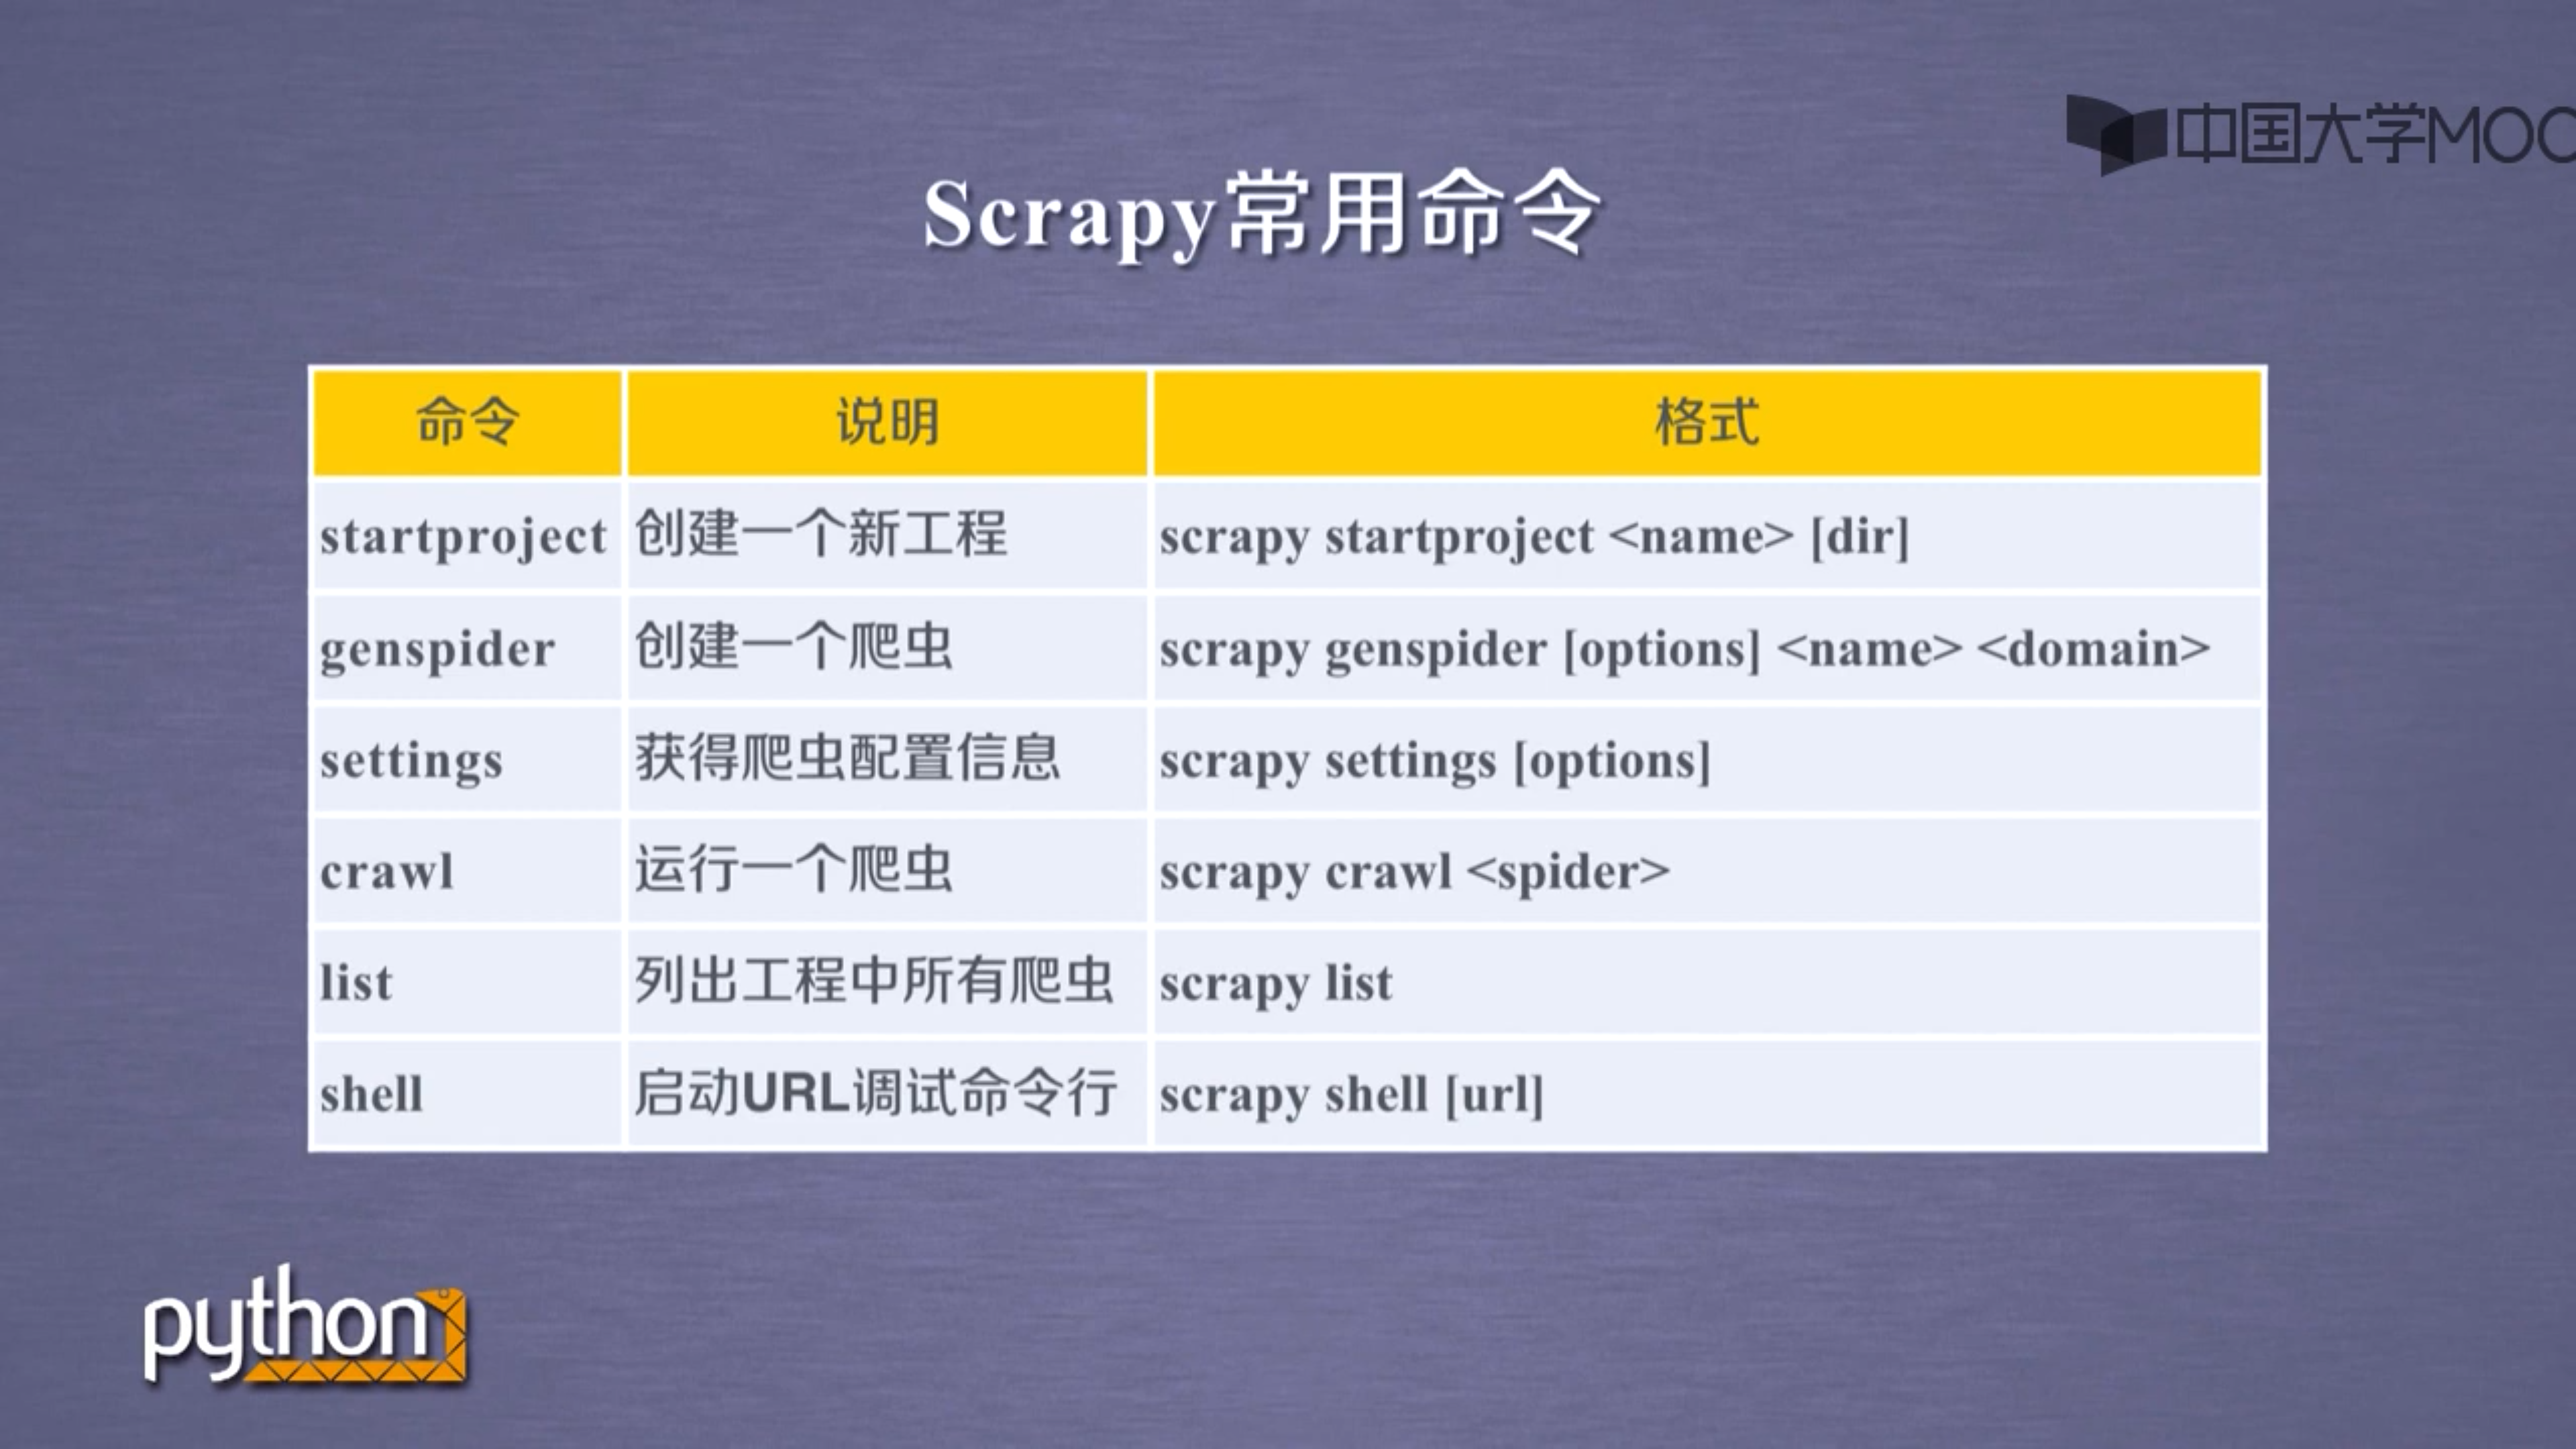 中国大学MOO
Scrapy常用命令
命令 说明 格式
startproject 创建一个新工程 scrapy startproject <name> [dir]
genspider 创建一个爬虫 scrapy genspider [options] <name> <domain>
settings 获得爬虫配置信息 scrapy settings [options]
crawl 运行一个爬虫 scrapy crawl <spider>
list 列出工程中所有爬虫 scrapy list
shell 启动URL调试命令行 scrapy shell [url]
python